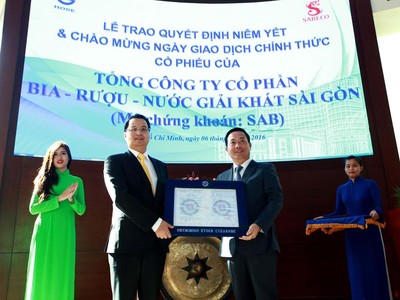 HOSE
SABECO
LỄ TRAO QUYẾT ĐỊNH NIÊM YẾT
& CHÀO MỪNG NGÀY GIAO DỊCH CHÍNH THỨC
CỔ PHIẾU CỦA
TỔNG CÔNG TY CỔ PHẦN
BIA - RƯỢU - NƯỚC GIẢI KHÁT SÀI GÒN
(Mã chứng khoán: SAB)
Chí Minh, ngày 06 2016
STOCK EXCHANGE